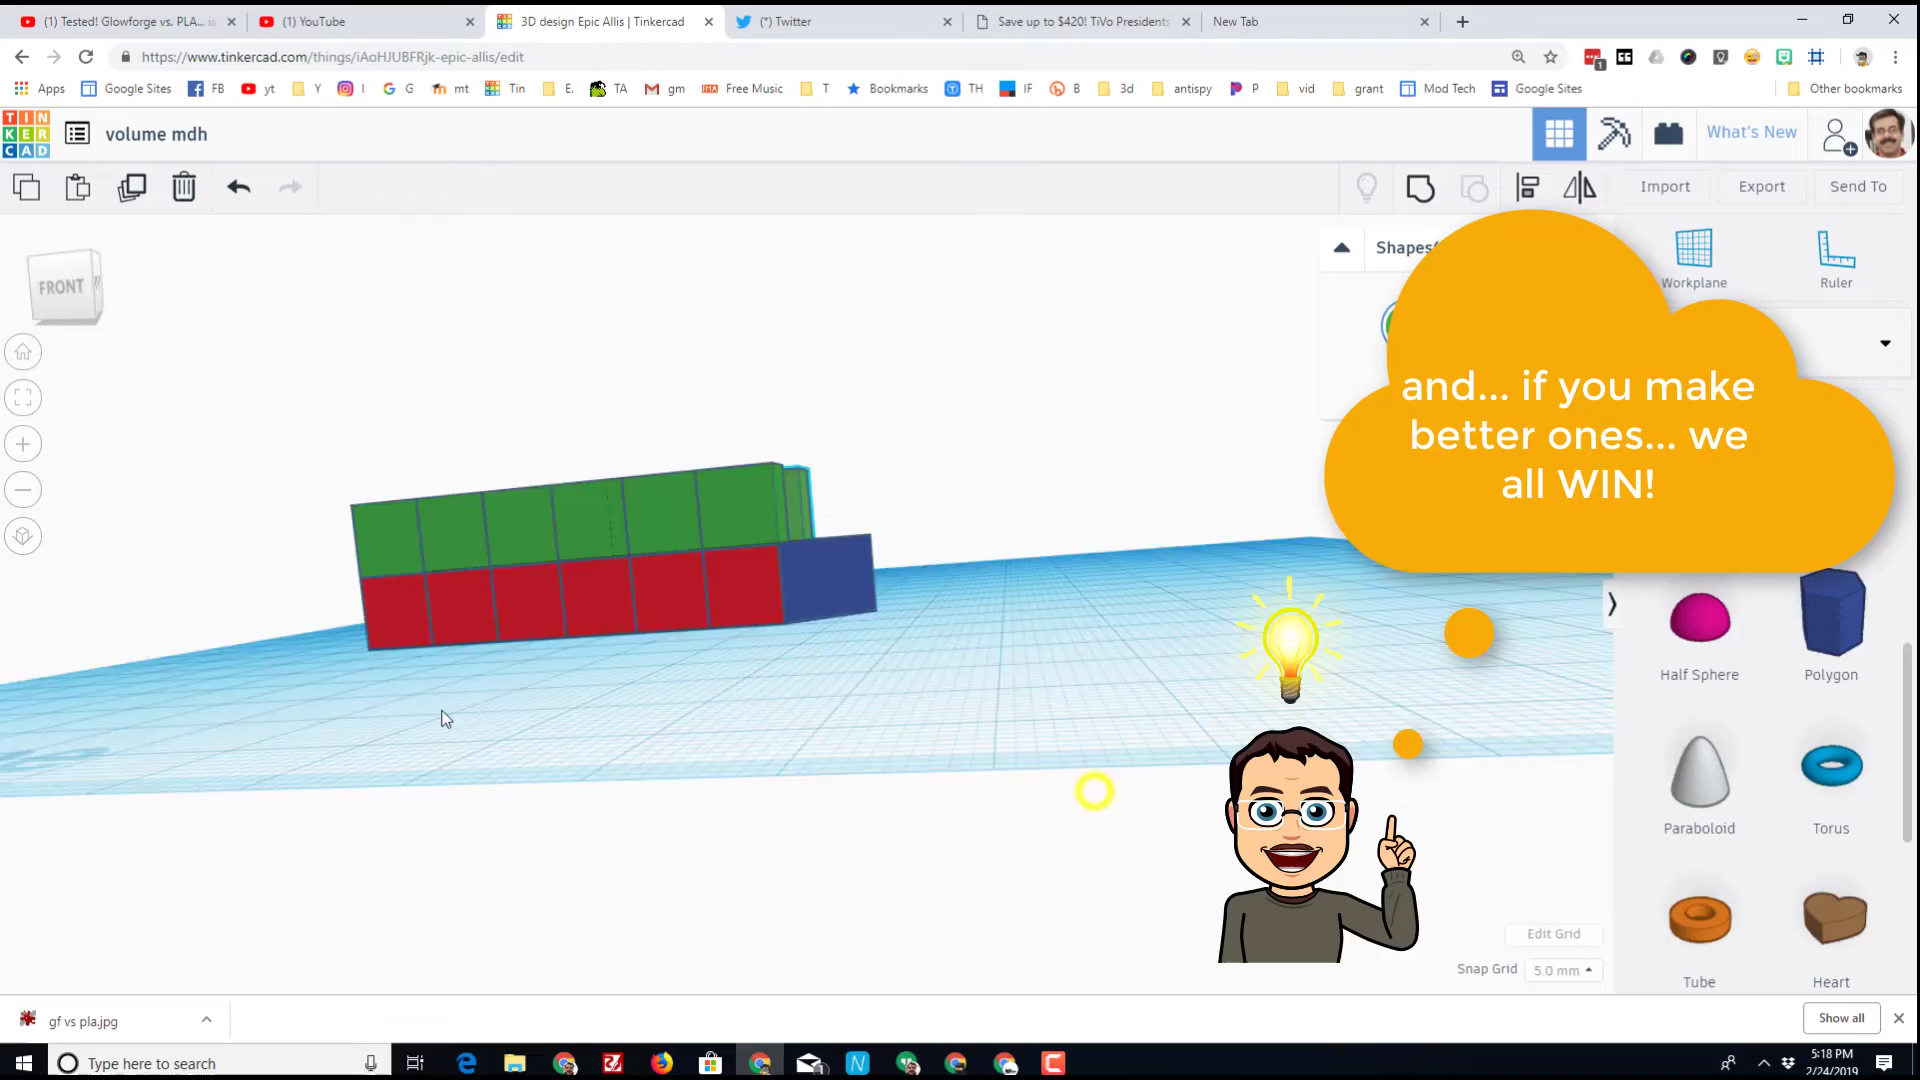 (1) Tested! Glowforge vs. PLA... is
(1) YouTube
3D design Epic Allis | Tinkercad
(*) Twitter
Save up to $420! TiVo Presidents
New Tab
https://www.tinkercad.com/things/iAoHJUBFRjk-epic-allis/edit
1
Apps
Google Sites
FB
yt
Y
I
G
mt
Tin
E.
TA
gm
Free Music
T
Bookmarks
TH
IF
B
3d
antispy
P
vid
grant
Mod Tech
Google Sites
Other bookmarks
TIN
KER
CAD
volume mdh
What's New
Import
Export
Send To
FRONT
Shapes(
Workplane
Ruler
and... if you make
better ones... we
all WIN!
Half Sphere
Polygon
Paraboloid
Torus
Tube
Heart
Edit Grid
Snap Grid
5.0 mm
gf vs pla.jpg
Show all
Type here to search
5:18 PM
2/24/2019